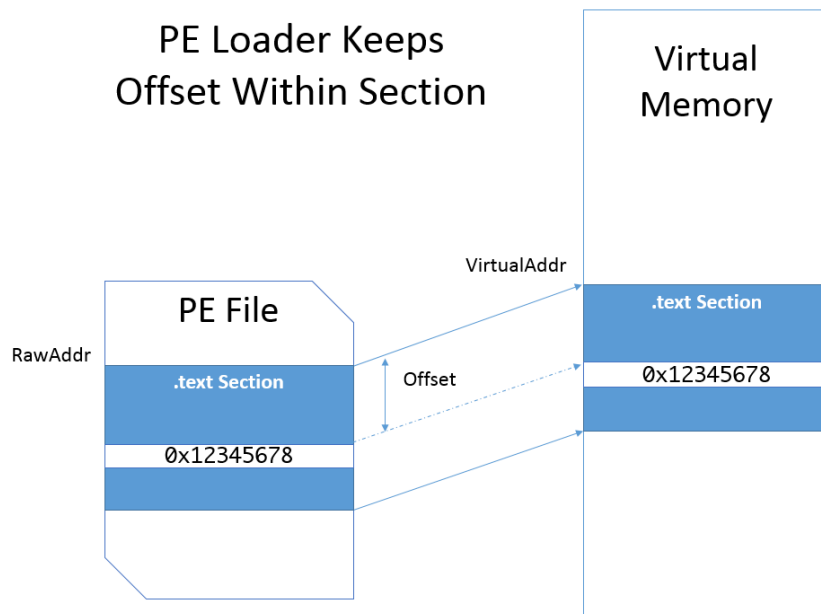 PE Loader Keeps
Offset Within Section
Virtual
Memory
VirtualAddr
PE File
.text Section
RawAddr
Offset
.text Section
0x12345678
0x12345678